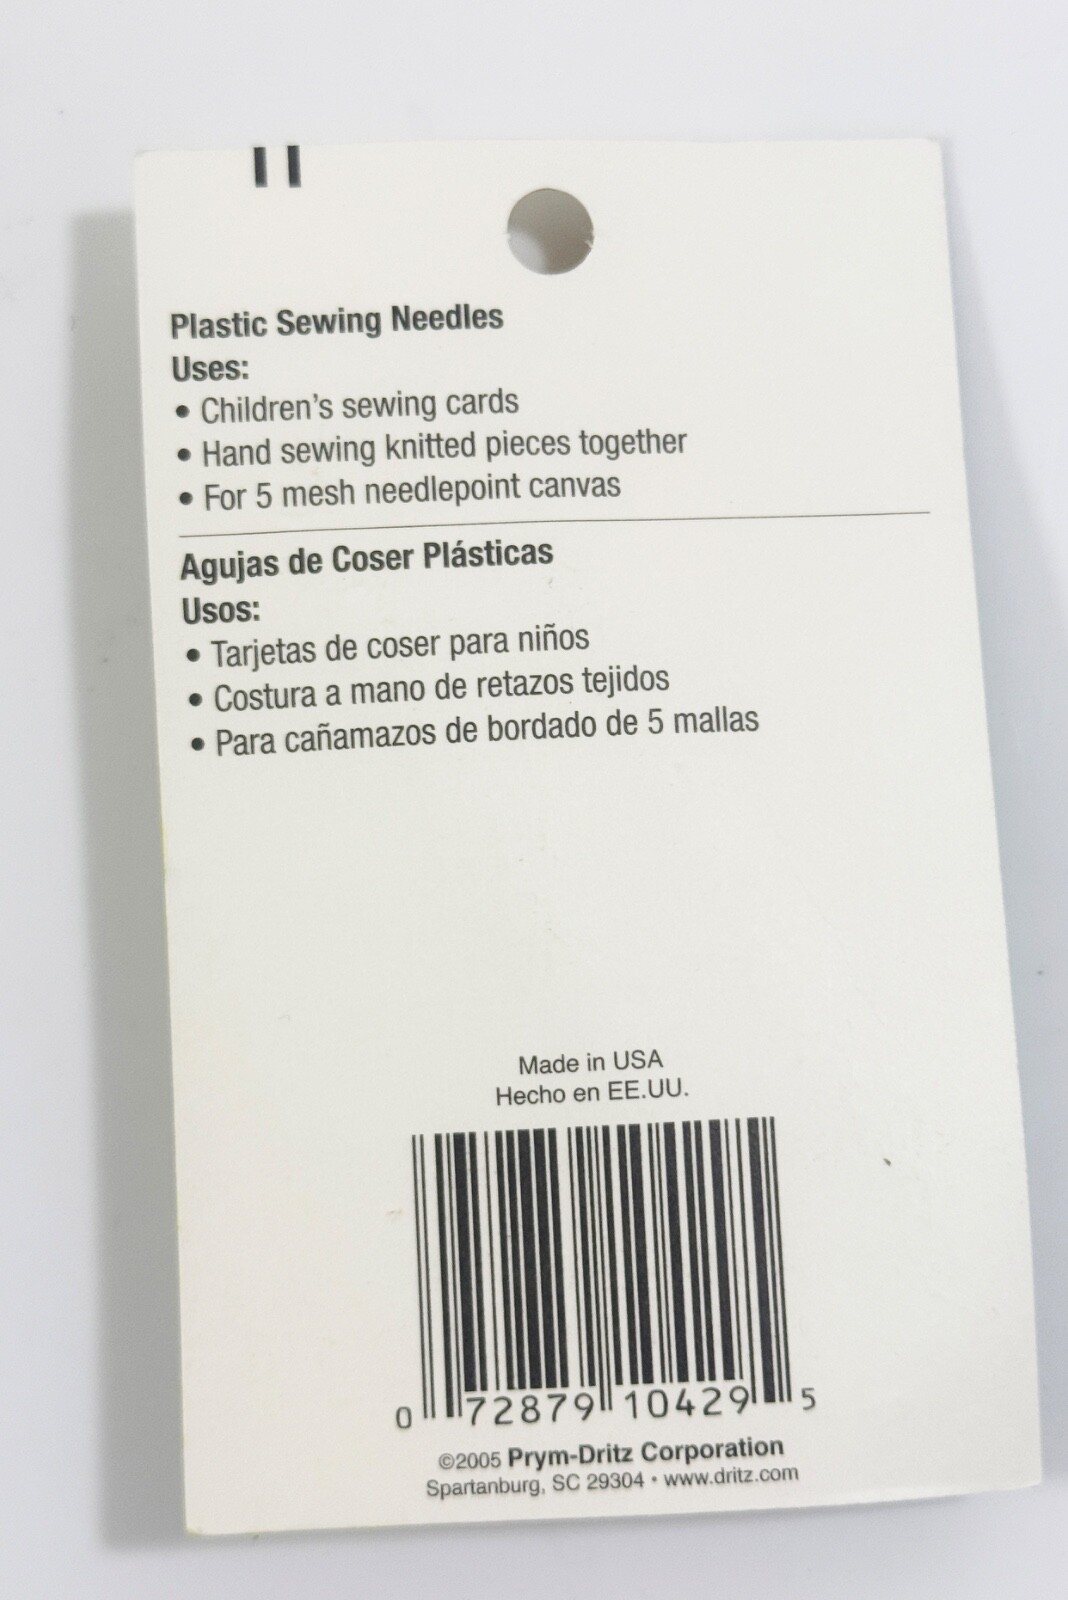 Plastic Sewing Needles
Uses:
• Children's sewing cards
• Hand sewing knitted pieces together
• For 5 mesh needlepoint canvas
Agujas de Coser Plásticas
Usos:
• Tarjetas de coser para niños
• Costura a mano de retazos tejidos
• Para cañamazos de bordado de 5 mallas
Made in USA
Hecho en EE.UU.
0 72879 10429 5
©2005 Prym-Dritz Corporation
Spartanburg, SC 29304 • www.dritz.com